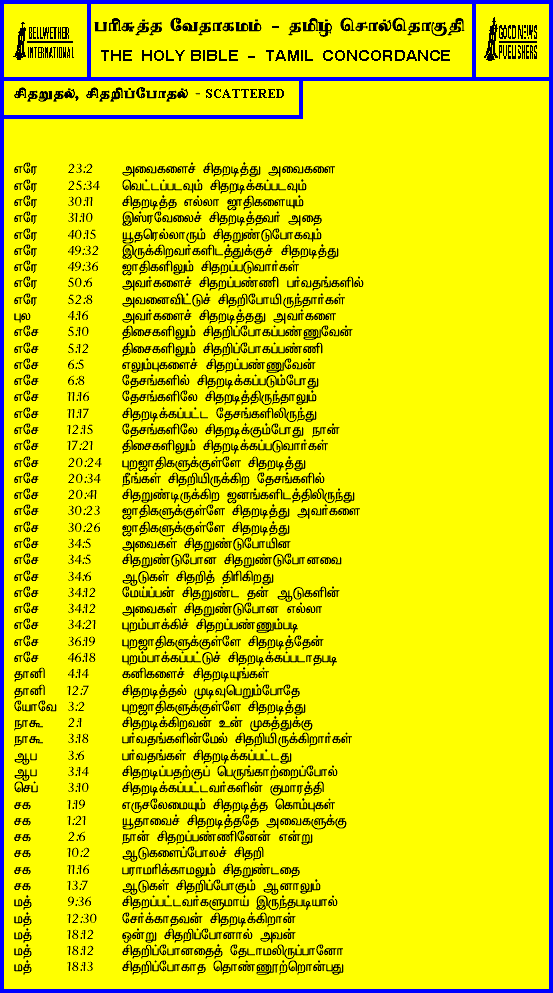 BELLWETHER INTERNATIONAL
பரிசுத்த வேதாகமம் - தமிழ் சொல்தொகுதி
THE HOLY BIBLE - TAMIL CONCORDANCE
GOOD NEWS PUBLISHERS
சிதறுதல், சிதறிப்போதல் - SCATTERED
எரே 23:2 அவைகளைச் சிதறடித்து அவைகளை
எரே 25:34 வெட்டப்படவும் சிதறடிக்கப்படவும்
எரே 30:11 சிதறடித்த எல்லா ஜாதிகளையும்
எரே 31:10 இஸ்ரவேலைச் சிதறடித்தவர் அதை
எரே 40:15 யூதரெல்லாரும் சிதறுண்டுபோகவும்
எரே 49:32 இருக்கிறவர்களிடத்துக்குச் சிதறடித்து
எரே 49:36 ஜாதிகளிலும் சிதறப்படுவார்கள்
எரே 50:6 அவர்களைச் சிதறப்பண்ணி பர்வதங்களில்
எரே 52:8 அவனைவிட்டுச் சிதறிபோயிருந்தார்கள்
புல 4:16 அவர்களைச் சிதறடித்தது அவர்களை
எசே 5:10 திசைகளிலும் சிதறிப்போகப்பண்ணுவேன்
எசே 5:12 திசைகளிலும் சிதறிப்போகப்பண்ணி
எசே 6:5 எலும்புகளைச் சிதறப்பண்ணுவேன்
எசே 6:8 தேசங்களில் சிதறடிக்கப்படும்போது
எசே 11:16 தேசங்களிலே சிதறடித்திருந்தாலும்
எசே 11:17 சிதறடிக்கப்பட்ட தேசங்களிலிருந்து
எசே 12:15 தேசங்களிலே சிதறடிக்கும்போது நான்
எசே 17:21 திசைகளிலும் சிதறடிக்கப்படுவார்கள்
எசே 20:24 புறஜாதிகளுக்குள்ளே சிதறடித்து
எசே 20:34 நீங்கள் சிதறியிருக்கிற தேசங்களில்
எசே 20:41 சிதறுண்டிருக்கிற ஜனங்களிடத்திலிருந்து
எசே 30:23 ஜாதிகளுக்குள்ளே சிதறடித்து அவர்களை
எசே 30:26 ஜாதிகளுக்குள்ளே சிதறடித்து
எசே 34:5 அவைகள் சிதறுண்டுபோயின
எசே 34:5 சிதறுண்டுபோன சிதறுண்டுபோனவை
எசே 34:6 ஆடுகள் சிதறித் திரிகிறது
எசே 34:12 மேய்ப்பன் சிதறுண்ட தன் ஆடுகளின்
எசே 34:12 அவைகள் சிதறுண்டுபோன எல்லா
எசே 34:21 புறம்பாக்கிச் சிதறப்பண்ணும்படி
எசே 36:19 புறஜாதிகளுக்குள்ளே சிதறடித்தேன்
எசே 46:18 புறம்பாக்கப்பட்டுச் சிதறடிக்கப்படாதபடி
தானி 4:14 கனிகளைச் சிதறடியுங்கள்
தானி 12:7 சிதறடித்தல் முடிவுபெறும்போதே
யோவே 3:2 புறஜாதிகளுக்குள்ளே சிதறடித்து
நாகூ 2:1 சிதறடிக்கிறவன் உன் முகத்துக்கு
நாகூ 3:18 பர்வதங்களின்மேல் சிதறியிருக்கிறார்கள்
ஆப 3:6 பர்வதங்கள் சிதறடிக்கப்பட்டது
ஆப 3:14 சிதறடிப்பதற்குப் பெருங்காற்றைப்போல்
செப் 3:10 சிதறடிக்கப்பட்டவர்களின் குமாரத்தி
சக 1:19 எருசலேமையும் சிதறடித்த கொம்புகள்
சக 1:21 யூதாவைச் சிதறடித்ததே அவைகளுக்கு
சக 2:6 நான் சிதறப்பண்ணினேன் என்று
சக 10:2 ஆடுகளைப்போலச் சிதறி
சக 11:16 பராமரிக்காமலும் சிதறுண்டதை
சக 13:7 ஆடுகள் சிதறிப்போகும் ஆனாலும்
மத் 9:36 சிதறப்பட்டவர்களுமாய் இருந்தபடியால்
மத் 12:30 சேர்க்காதவன் சிதறடிக்கிறான்
மத் 18:12 ஒன்று சிதறிப்போனால் அவன்
மத் 18:12 சிதறிப்போனதைத் தேடாமலிருப்பானோ
மத் 18:13 சிதறிப்போகாத தொண்ணூற்றொன்பது